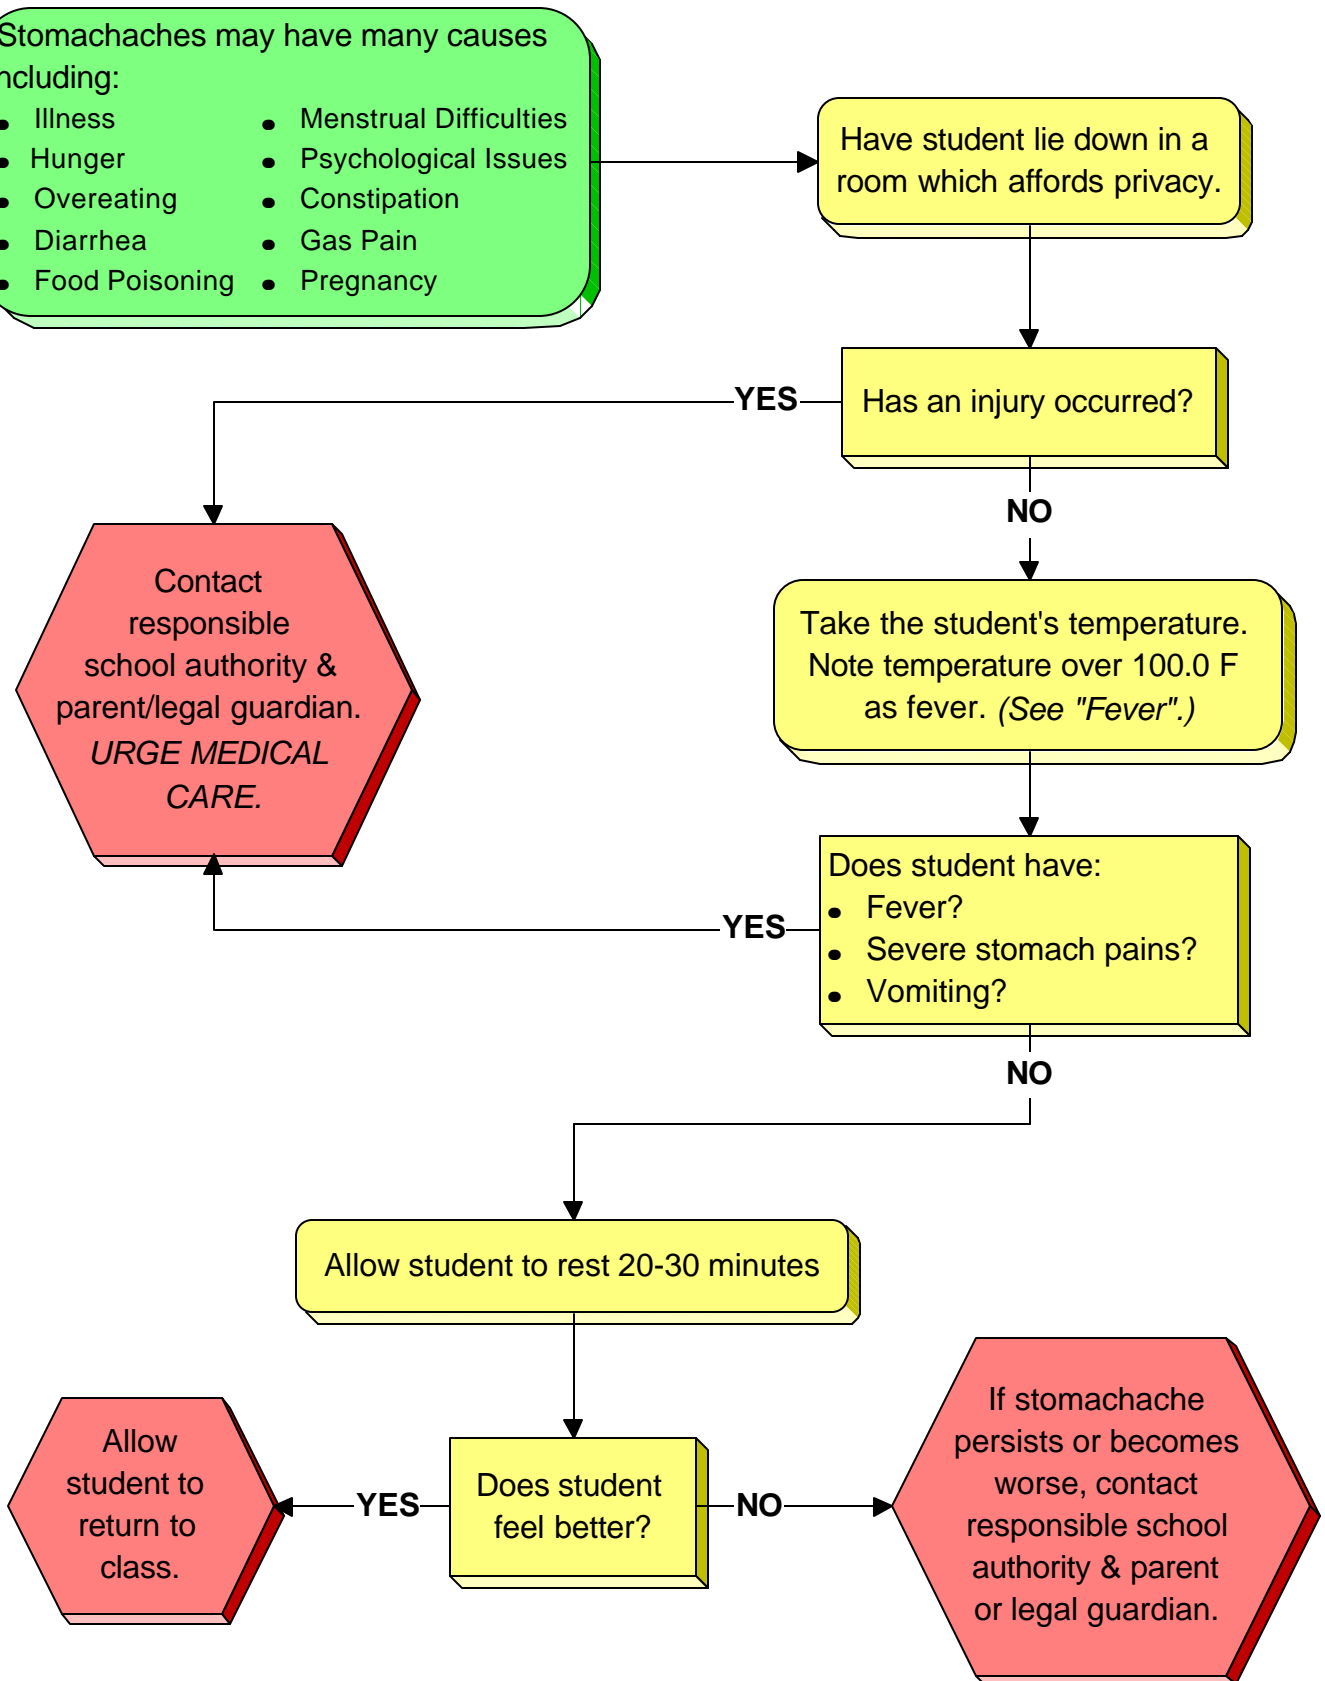 Stomachaches may have many causes
ncluding:
• Illness
• Hunger
• Overeating
• Diarrhea
• Food Poisoning
• Menstrual Difficulties
• Psychological Issues
• Constipation
• Gas Pain
• Pregnancy
Have student lie down in a
room which affords privacy.
Has an injury occurred?
YES
NO
Contact
responsible
school authority &
parent/legal guardian.
URGE MEDICAL
CARE.
Take the student's temperature.
Note temperature over 100.0 F
as fever. (See "Fever".)
Does student have:
• Fever?
• Severe stomach pains?
• Vomiting?
YES
NO
Allow student to rest 20-30 minutes
Does student
feel better?
YES
NO
Allow
student to
return to
class.
If stomachache
persists or becomes
worse, contact
responsible school
authority & parent
or legal guardian.